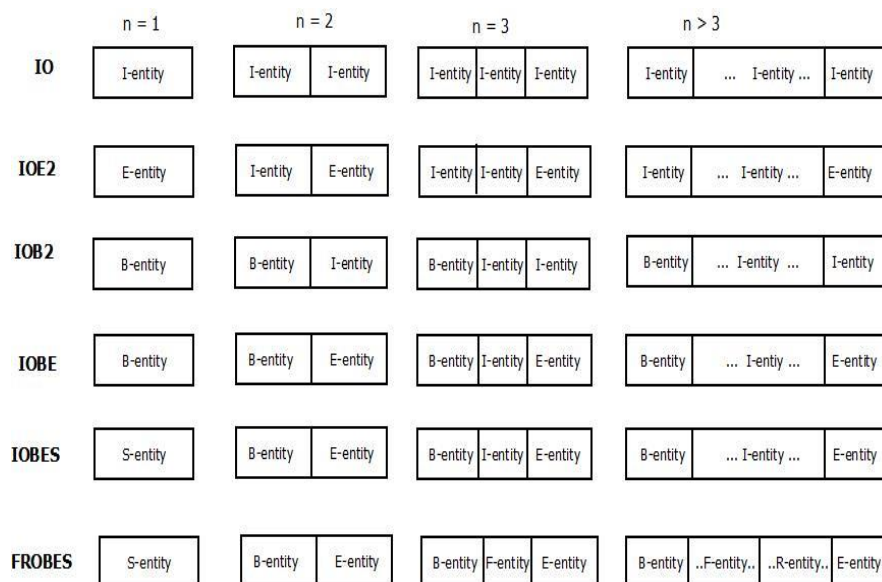 n = 1 n = 2 n = 3 n > 3
IO I-entity I-entity I-entity I-entity I-entity I-entity I-entity ... I-entity ... I-entity
IOE2 E-entity I-entity E-entity I-entity I-entity E-entity I-entity ... I-entity ... E-entity
IOB2 B-entity B-entity I-entity B-entity I-entity I-entity B-entity ... I-entity ... I-entity
IOBE B-entity B-entity E-entity B-entity I-entity E-entity B-entity ... I-entiy ... E-entity
IOBES S-entity B-entity E-entity B-entity I-entity E-entity B-entity ... I-entity ... E-entity
FROBES S-entity B-entity E-entity B-entity F-entity E-entity B-entity ..F-entity.. ..R-entity.. E-entity